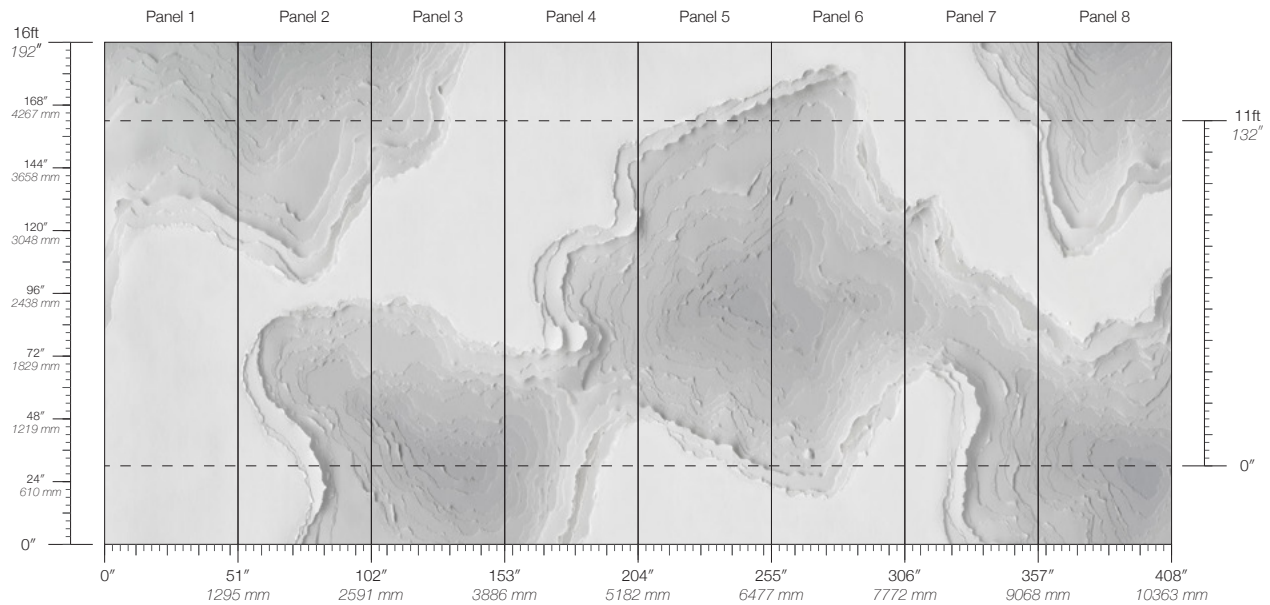 Panel 1 Panel 2 Panel 3 Panel 4 Panel 5 Panel 6 Panel 7 Panel 8
16ft
192″
168″
4267 mm
11ft
132″
144″
3658 mm
120″
3048 mm
96″
2438 mm
72″
1829 mm
48″
1219 mm
0″
24″
610 mm
0″
0″ 51″ 102″ 153″ 204″ 255″ 306″ 357″ 408″
1295 mm 2591 mm 3886 mm 5182 mm 6477 mm 7772 mm 9068 mm 10363 mm